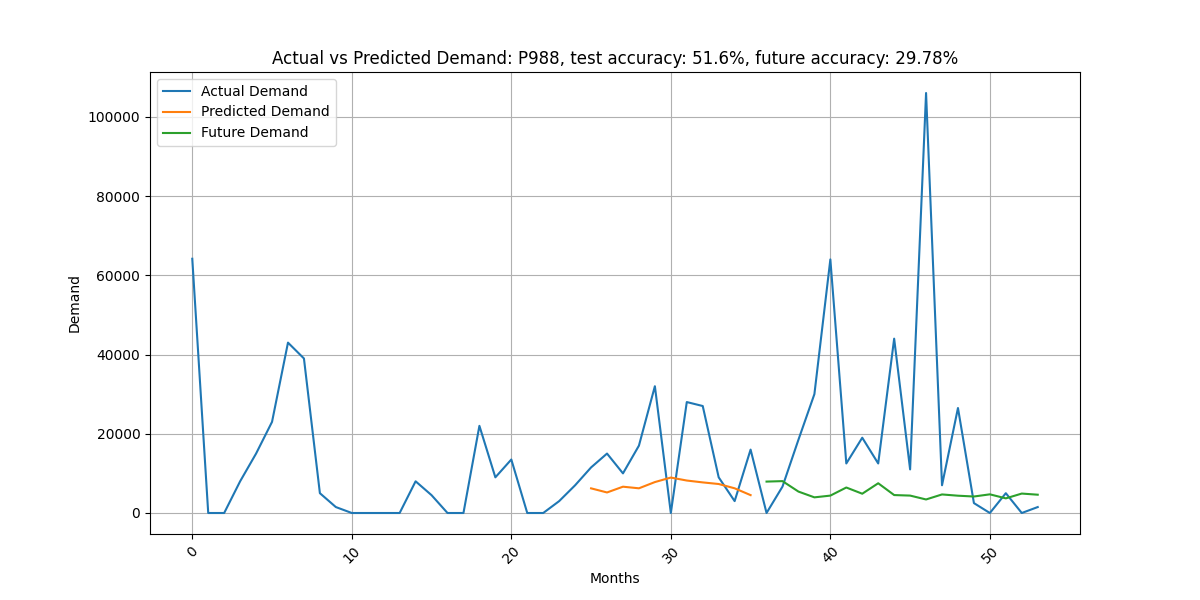 Actual vs Predicted Demand: P988, test accuracy: 51.6%, future accuracy: 29.78%
Actual Demand
Predicted Demand
Future Demand
100000
80000
60000
40000
20000
0
Demand
0 10 20 30 40 50
Months